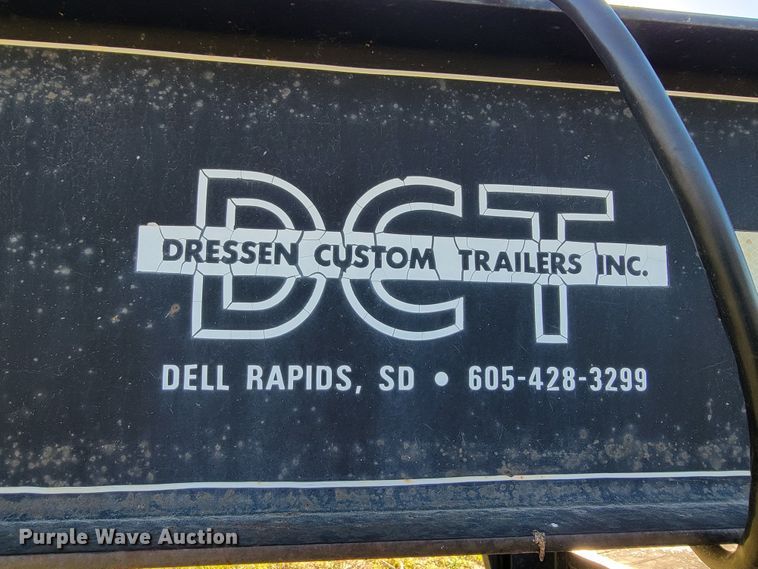 DCT
DRESSEN CUSTOM TRAILERS INC.
DELL RAPIDS, SD • 605-428-3299
Purple Wave Auction